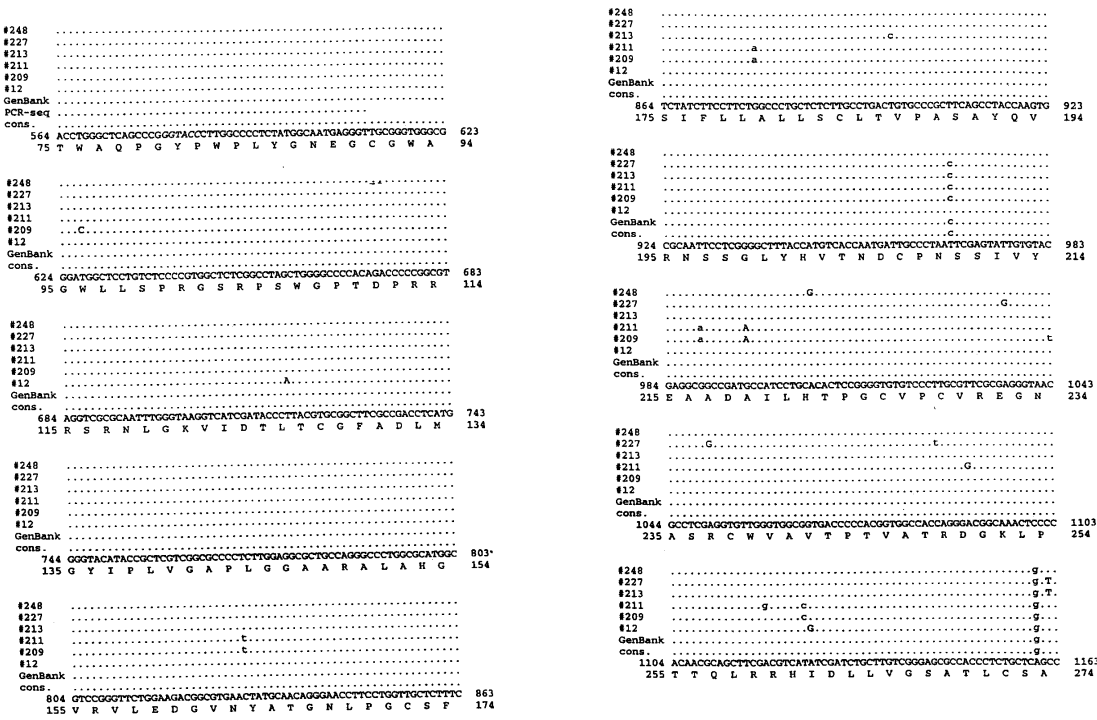 #248 ............................................................
#227 ............................................................
#213 ............................................................
#211 ............................................................
#209 ............................................................
#12 ............................................................
GenBank ............................................................
PCR-seq ................................................
cons. ............................................................
564 ACCTGGGCTCAGCCCGGGTACCCTTGGCCCCTCTATGGCAATGAGGGTTGCGGGTGGGCG 623
75 T W A Q P G Y P W P L Y G N E G C G W A 94
#248 ............................................................
#227 ............................................................
#213 ............................................................
#211 ............................................................
#209 ...C........................................................
#12 ............................................................
GenBank ............................................................
cons. ............................................................
624 GGATGGCTCCTGTCTCCCCGTGGCTCTCGGCCTAGCTGGGGCCCCACAGACCCCCGGCGT 683
95 G W L L S P R G S R P S W G P T D P R R 114
#248 ............................................................
#227 ............................................................
#213 ............................................................
#211 ............................................................
#209 ............................................................
#12 ..................................A.........................
GenBank ............................................................
cons. ............................................................
684 AGGTCGCGCAATTTGGGTAAGGTCATCGATACCCTTACGTGCGGCTTCGCCGACCTCATG 743
115 R S R N L G K V I D T L T C G F A D L M 134
#248 ............................................................
#227 ............................................................
#213 ............................................................
#211 ............................................................
#209 ............................................................
#12 ............................................................
GenBank ............................................................
cons. ............................................................
744 GGGTACATACCGCTCGTCGGCGCCCCTCTTGGAGGCGCTGCCAGGGCCCTGGCGCATGGC 803
135 G Y I P L V G A P L G G A A R A L A H G 154
#248 ............................................................
#227 ............................................................
#213 ............................................................
#211 ..........................t.................................
#209 ..........................t.................................
#12 ............................................................
GenBank ............................................................
cons. ............................................................
804 GTCCGGGTTCTGGAAGACGGCGTGAACTATGCAACAGGGAACCTTCCTGGTTGCTCTTTC 863
155 V R V L E D G V N Y A T G N L P G C S F 174
#248 ............................................................
#227 ............................................................
#213 ....................................c.......................
#211 ...............a............................................
#209 ...............a............................................
#12 ............................................................
GenBank ............................................................
cons. ............................................................
864 TCTATCTTCCTTCTGGCCCTGCTCTCTTGCCTGACTGTGCCCGCTTCAGCCTACCAAGTG 923
175 S I F L L A L L S C L T V P A S A Y Q V 194
#248 ............................................................
#227 ............................................c...............
#213 ............................................c...............
#211 ............................................c...............
#209 ............................................c...............
#12 ............................................................
GenBank ............................................c...............
cons. ............................................c...............
924 CGCAATTCCTCGGGGCTTTACCATGTCACCAATGATTGCCCTAATTCGAGTATTGTGTAC 983
195 R N S S G L Y H V T N D C P N S S I V Y 214
#248 ......................G.....................................
#227 ....................................................G.......
#213 ............................................................
#211 .....a......A...............................................
#209 .....a......A..............................................t
#12 ............................................................
GenBank ............................................................
cons. ............................................................
984 GAGGCGGCCGATGCCATCCTGCACACTCCGGGGTGTGTCCCTTGCGTTCGCGAGGGTAAC 1043
215 E A A D A I L H T P G C V P C V R E G N 234
#248 ............................................................
#227 ......G..................................t..................
#213 ............................................................
#211 ..............................................G.............
#209 ............................................................
#12 ............................................................
GenBank ............................................................
cons. ............................................................
1044 GCCTCGAGGTGTTGGGTGGCGGTGACCCCCACGGTGGCCACCAGGGACGGCAAACTCCCC 1103
235 A S R C W V A V T P T V A T R D G K L P 254
#248 ........................................................g...
#227 ........................................................g.T.
#213 ........................................................g.T.
#211 ..............g.....c...................................g...
#209 ....................c...................................g...
#12 .....................G..................................g...
GenBank ........................................................g...
cons. ........................................................g...
1104 ACAACGCAGCTTCGACGTCATATCGATCTGCTTGTCGGGAGCGCCACCCTCTGCTCAGCC 1163
255 T T Q L R R H I D L L V G S A T L C S A 274